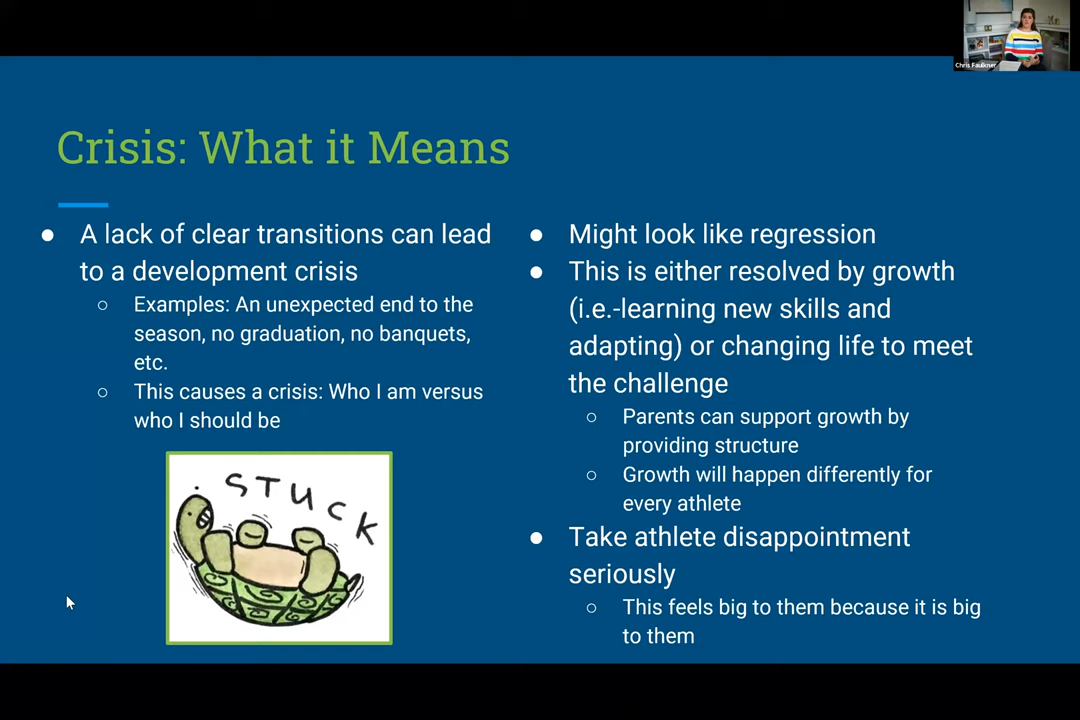 Chris Faulkner
Crisis: What it Means
● A lack of clear transitions can lead
to a development crisis
○ Examples: An unexpected end to the
season, no graduation, no banquets,
etc.
○ This causes a crisis: Who I am versus
who I should be
STUCK
● Might look like regression
● This is either resolved by growth
(i.e.-learning new skills and
adapting) or changing life to meet
the challenge
○ Parents can support growth by
providing structure
○ Growth will happen differently for
every athlete
● Take athlete disappointment
seriously
○ This feels big to them because it is big
to them